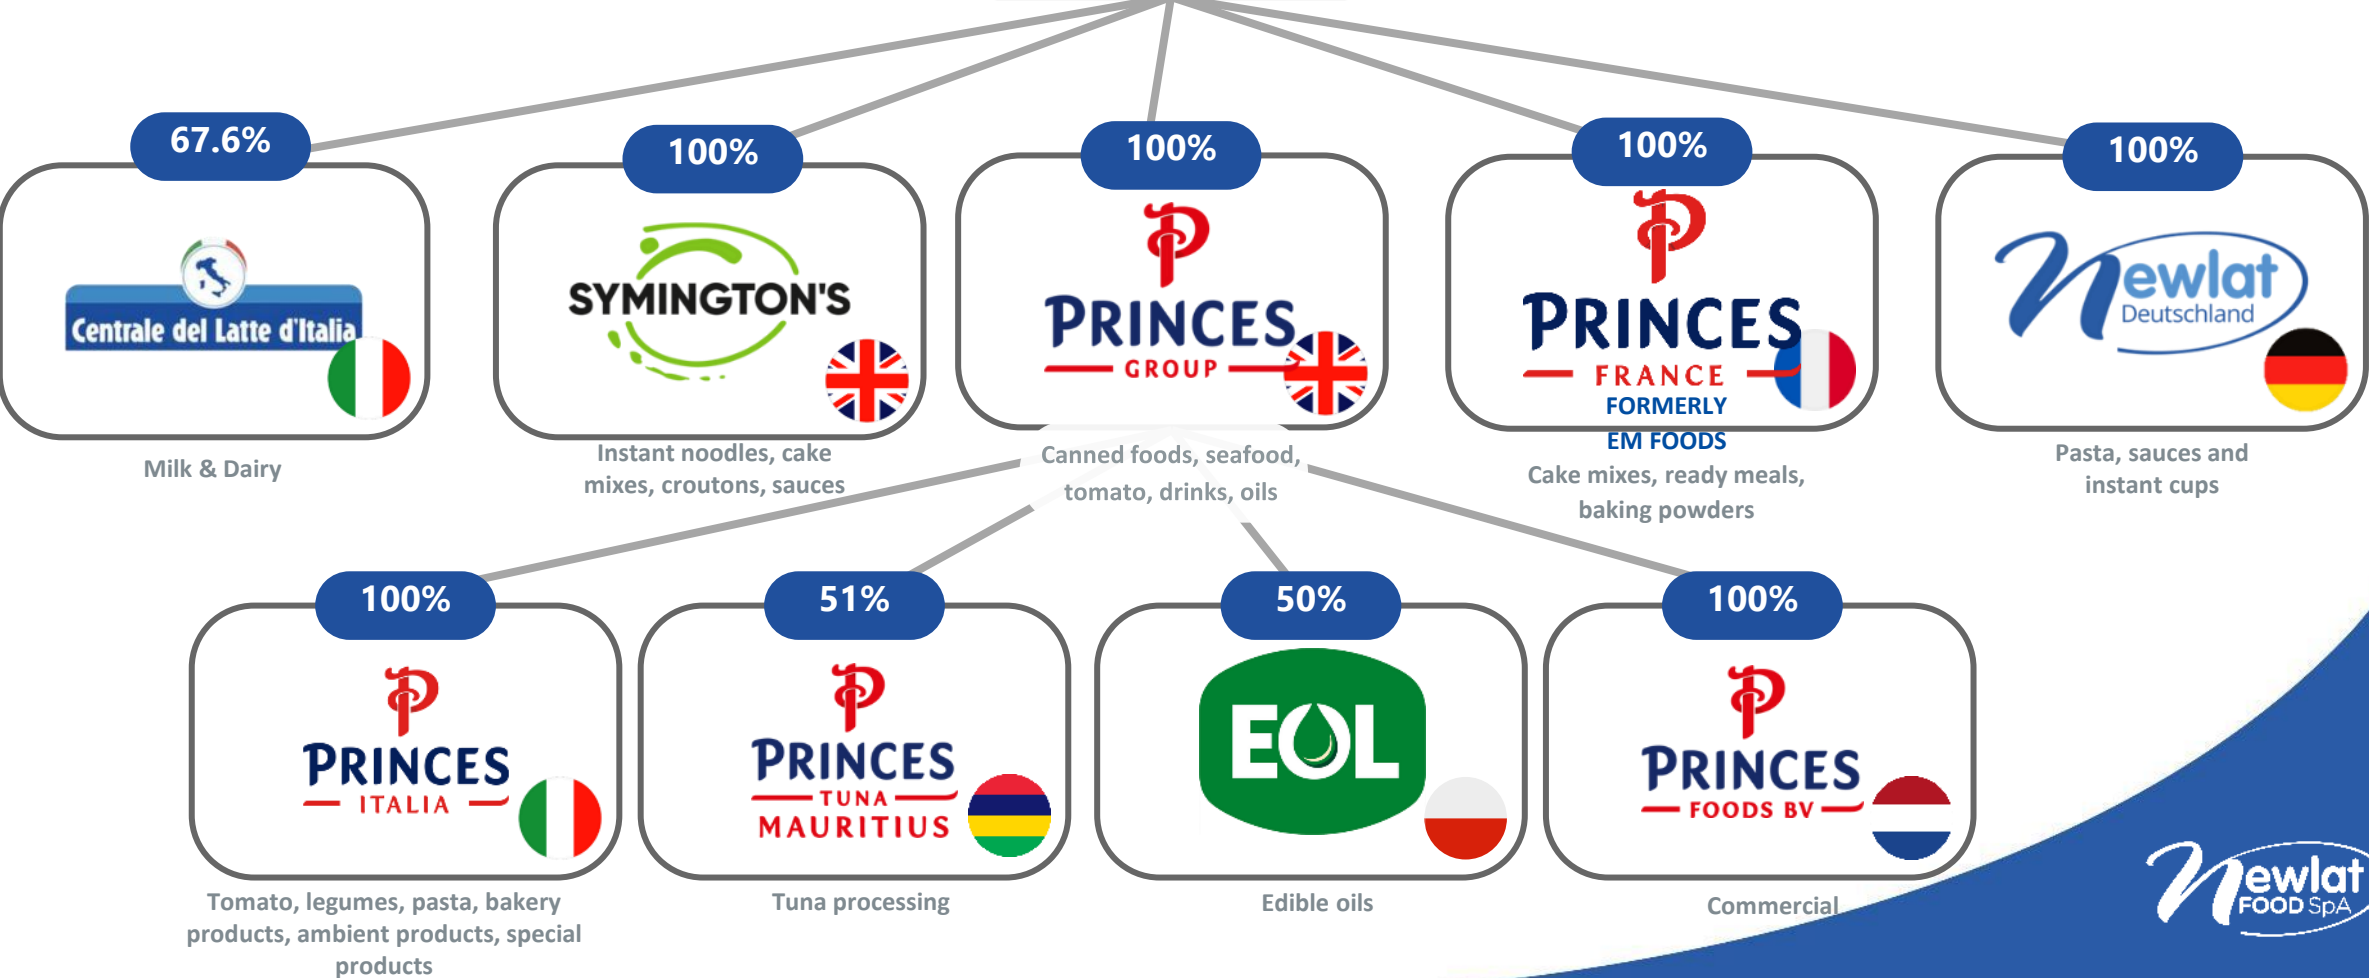 67.6%
100%
100%
100%
100%
Centrale del Latte d'Italia
SYMINGTON'S
PRINCES
GROUP
PRINCES
FRANCE
FORMERLY
EM FOODS
Newlat
Deutschland
Milk & Dairy
Instant noodles, cake
mixes, croutons, sauces
Canned foods, seafood,
tomato, drinks, oils
Cake mixes, ready meals,
baking powders
Pasta, sauces and
instant cups
100%
51%
50%
100%
PRINCES
ITALIA
PRINCES
TUNA
MAURITIUS
EOL
PRINCES
FOODS BV
Tomato, legumes, pasta, bakery
products, ambient products, special
products
Tuna processing
Edible oils
Commercial
Newlat
FOOD SpA